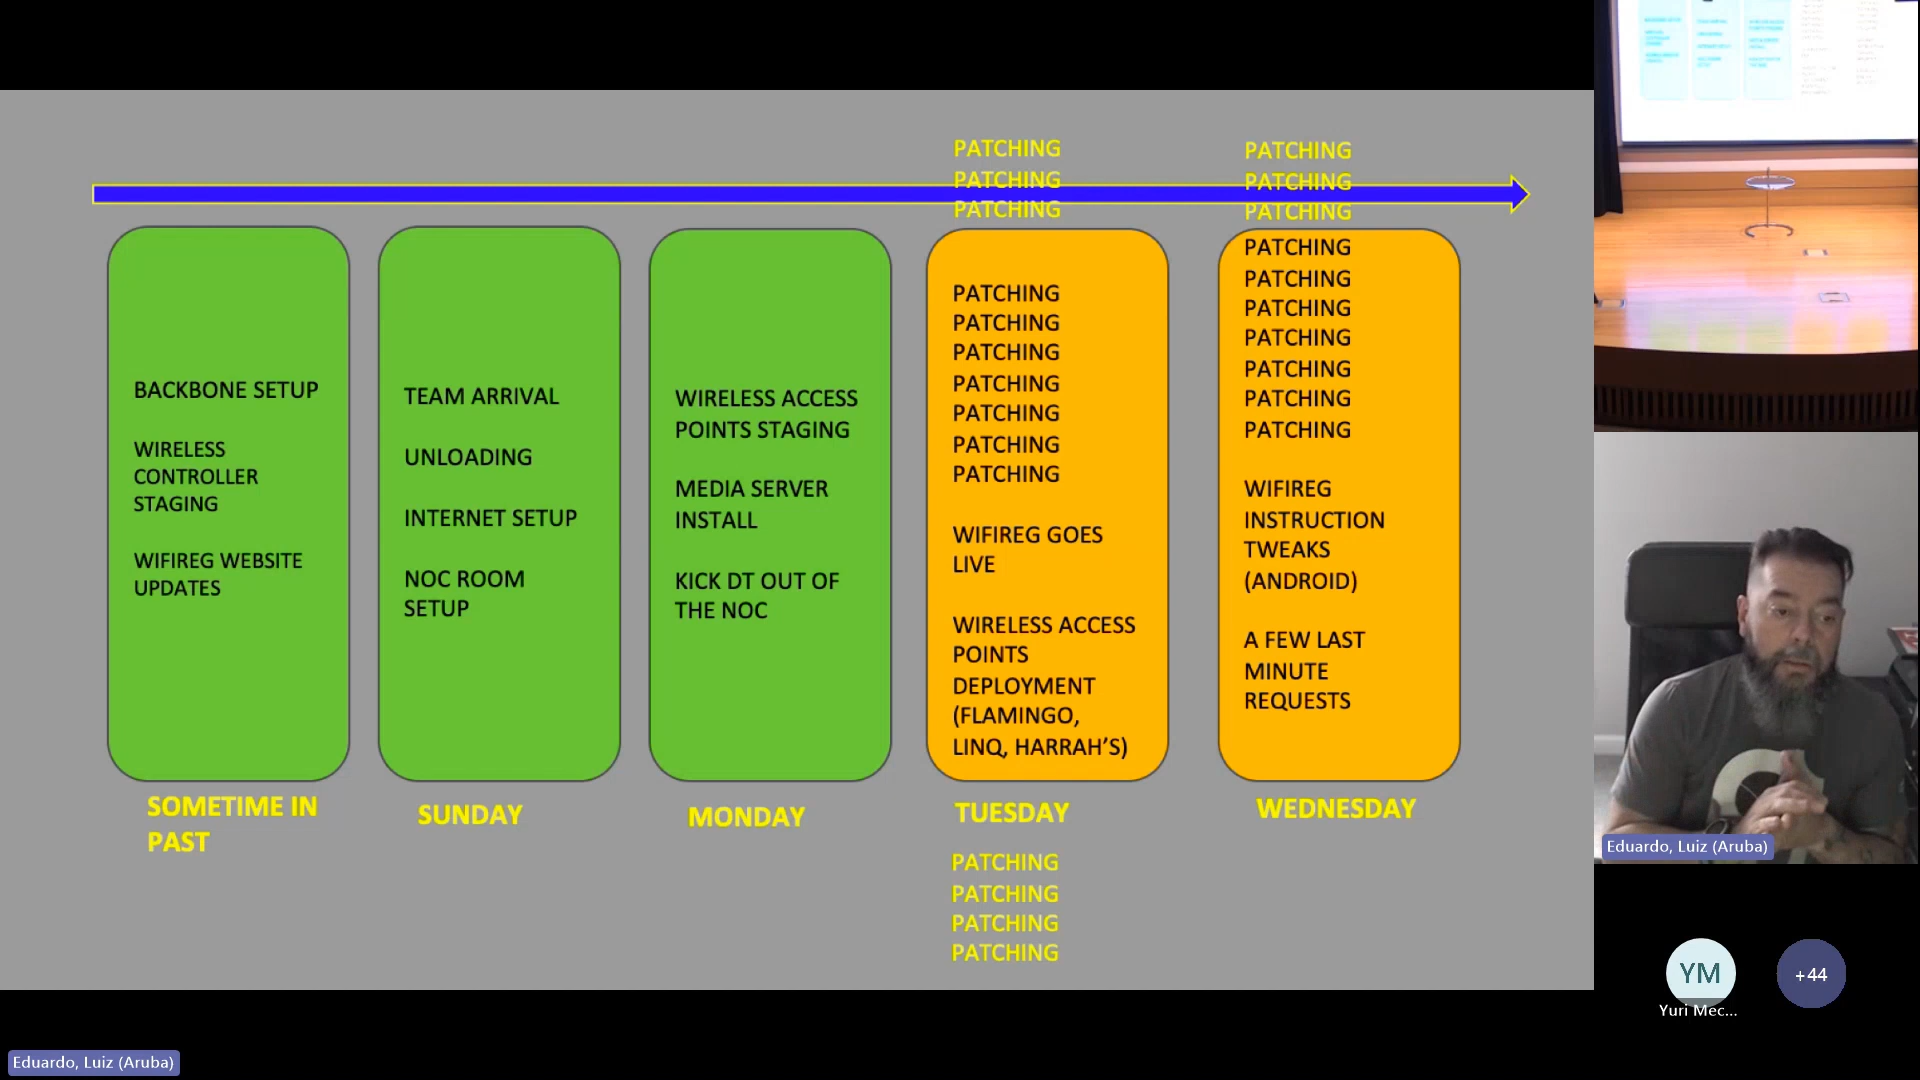 PATCHING
PATCHING
PATCHING
PATCHING
PATCHING
PATCHING
BACKBONE SETUP
WIRELESS
CONTROLLER
STAGING
WIFIREG WEBSITE
UPDATES
SOMETIME IN
PAST
TEAM ARRIVAL
UNLOADING
INTERNET SETUP
NOC ROOM
SETUP
SUNDAY
WIRELESS ACCESS
POINTS STAGING
MEDIA SERVER
INSTALL
KICK DT OUT OF
THE NOC
MONDAY
PATCHING
PATCHING
PATCHING
PATCHING
PATCHING
PATCHING
PATCHING
WIFIREG GOES
LIVE
WIRELESS ACCESS
POINTS
DEPLOYMENT
(FLAMINGO,
LINQ, HARRAH'S)
TUESDAY
PATCHING
PATCHING
PATCHING
PATCHING
PATCHING
PATCHING
PATCHING
PATCHING
PATCHING
PATCHING
PATCHING
WIFIREG
INSTRUCTION
TWEAKS
(ANDROID)
A FEW LAST
MINUTE
REQUESTS
WEDNESDAY
Eduardo, Luiz (Aruba)
YM
Yuri Mec...
+44
Eduardo, Luiz (Aruba)